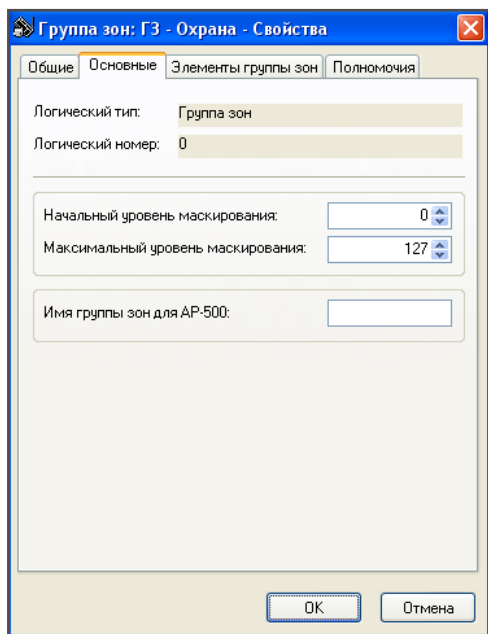 Группа зон: ГЗ - Охрана - Свойства
Общие Основные Элементы группы зон Полномочия
Логический тип: Группа зон
Логический номер: 0
Начальный уровень маскирования: 0
Максимальный уровень маскирования: 127
Имя группы зон для АР-500:
OK Отмена